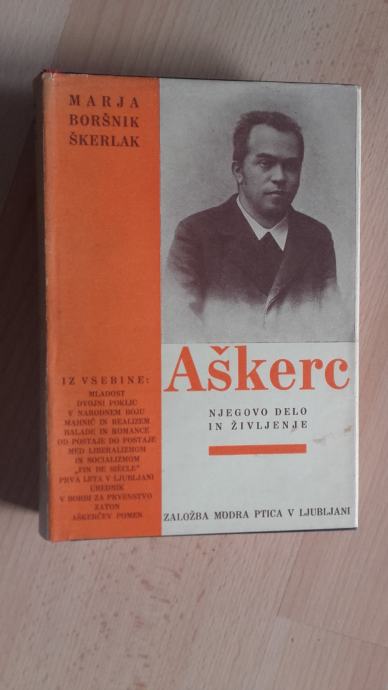 MARJA
BORŠNIK
ŠKERLAK
Aškerc
NJEGOVO DELO
IN ŽIVLJENJE
IZ VSEBINE:
MLADOST
DVOJNI POKLIC
V NARODNEM BOJU
MAHNIČ IN REALIZEM
BALADE IN ROMANCE
OD POSTAJE DO POSTAJE
MED LIBERALIZMOM
IN SOCIALIZMOM
„FIN DE SIÈCLE"
PRVA LETA V LJUBLJANI
UREDNIK
V BORBI ZA PRVENSTVO
ZATON
AŠKERČEV POMEN
ZALOŽBA MODRA PTICA V LJUBLJANI